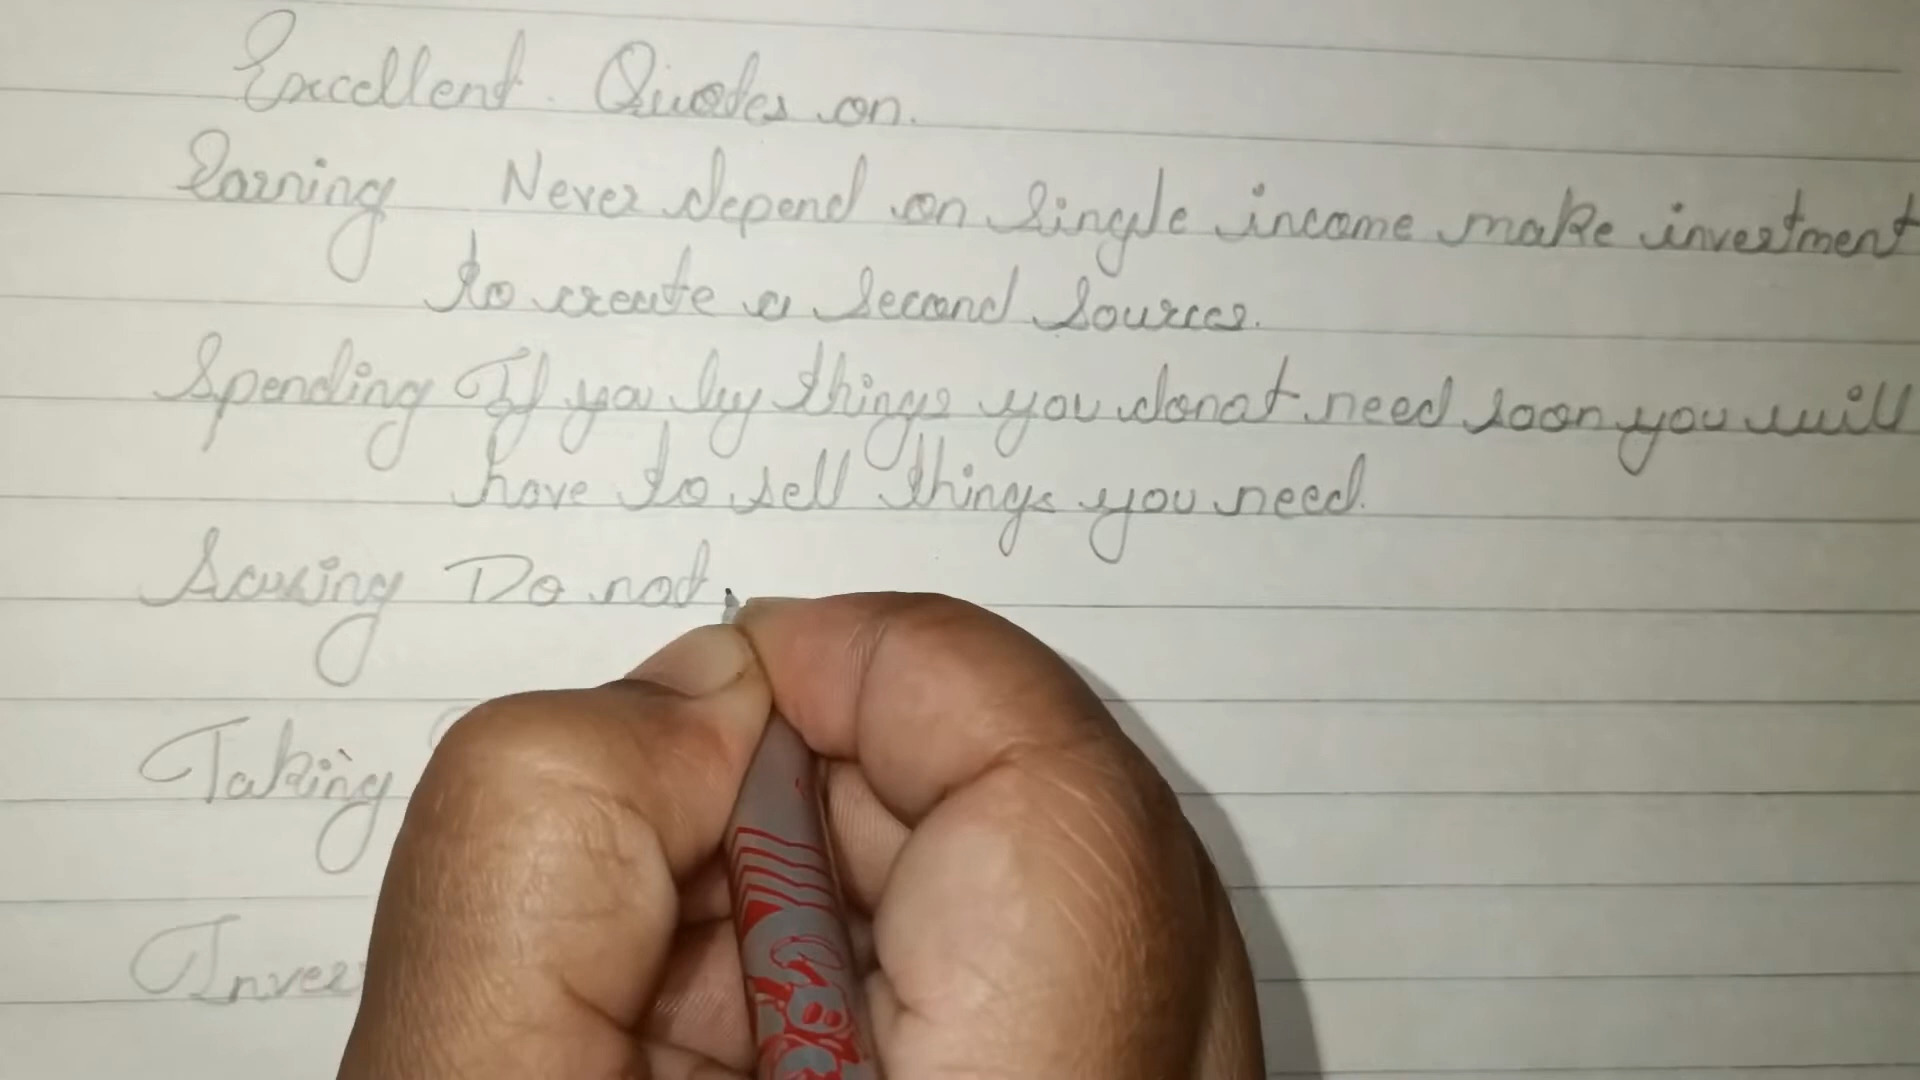 Excellent Quotes on.
Earning Never depend on single income make investment
to create a second sources.
Spending If you by things you donot need soon you will
have to sell things you need.
Saving Do not
Taking
Inves